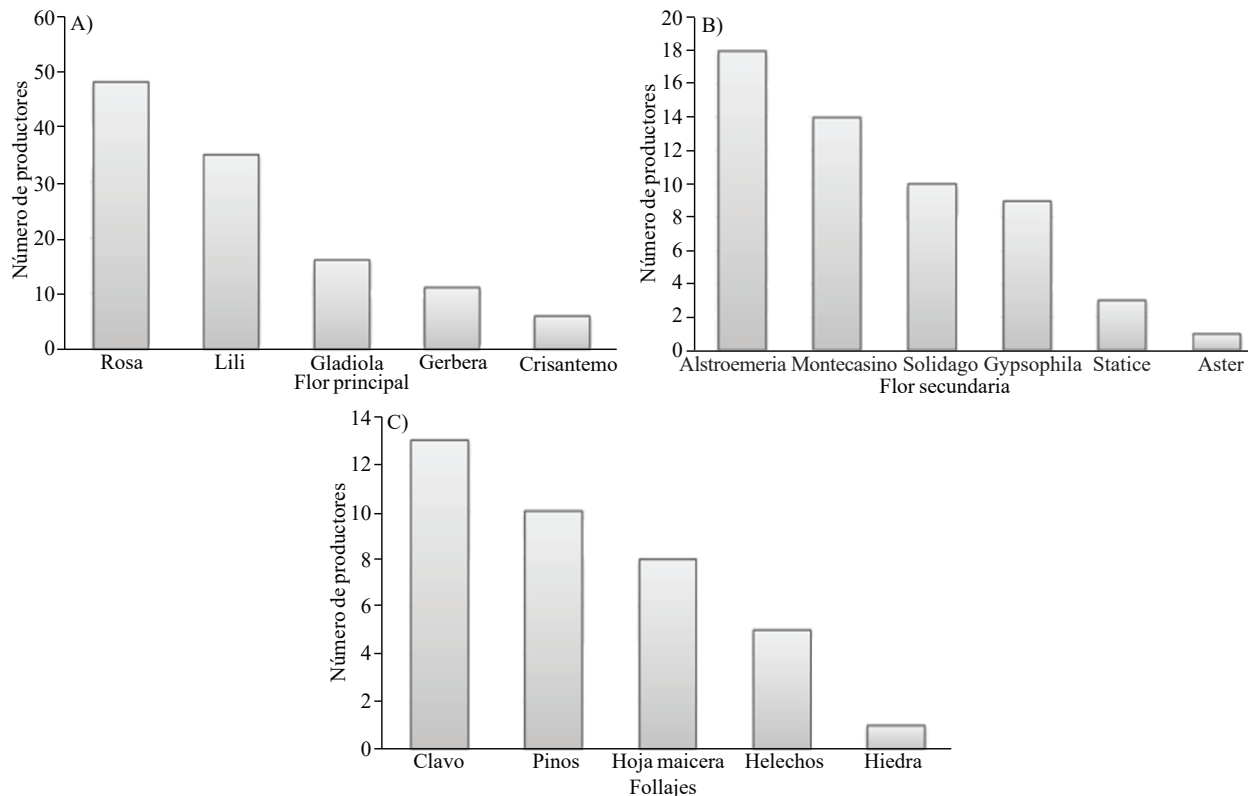 A)
Número de productores
60
50
40
30
20
10
0
Rosa Lili Gladiola Gerbera Crisantemo
Flor principal
B)
Número de productores
20
18
16
14
12
10
8
6
4
2
0
Alstroemeria Montecasino Solidago Gypsophila Statice Aster
Flor secundaria
C)
Número de productores
14
12
10
8
6
4
2
0
Clavo Pinos Hoja maicera Helechos Hiedra
Follajes